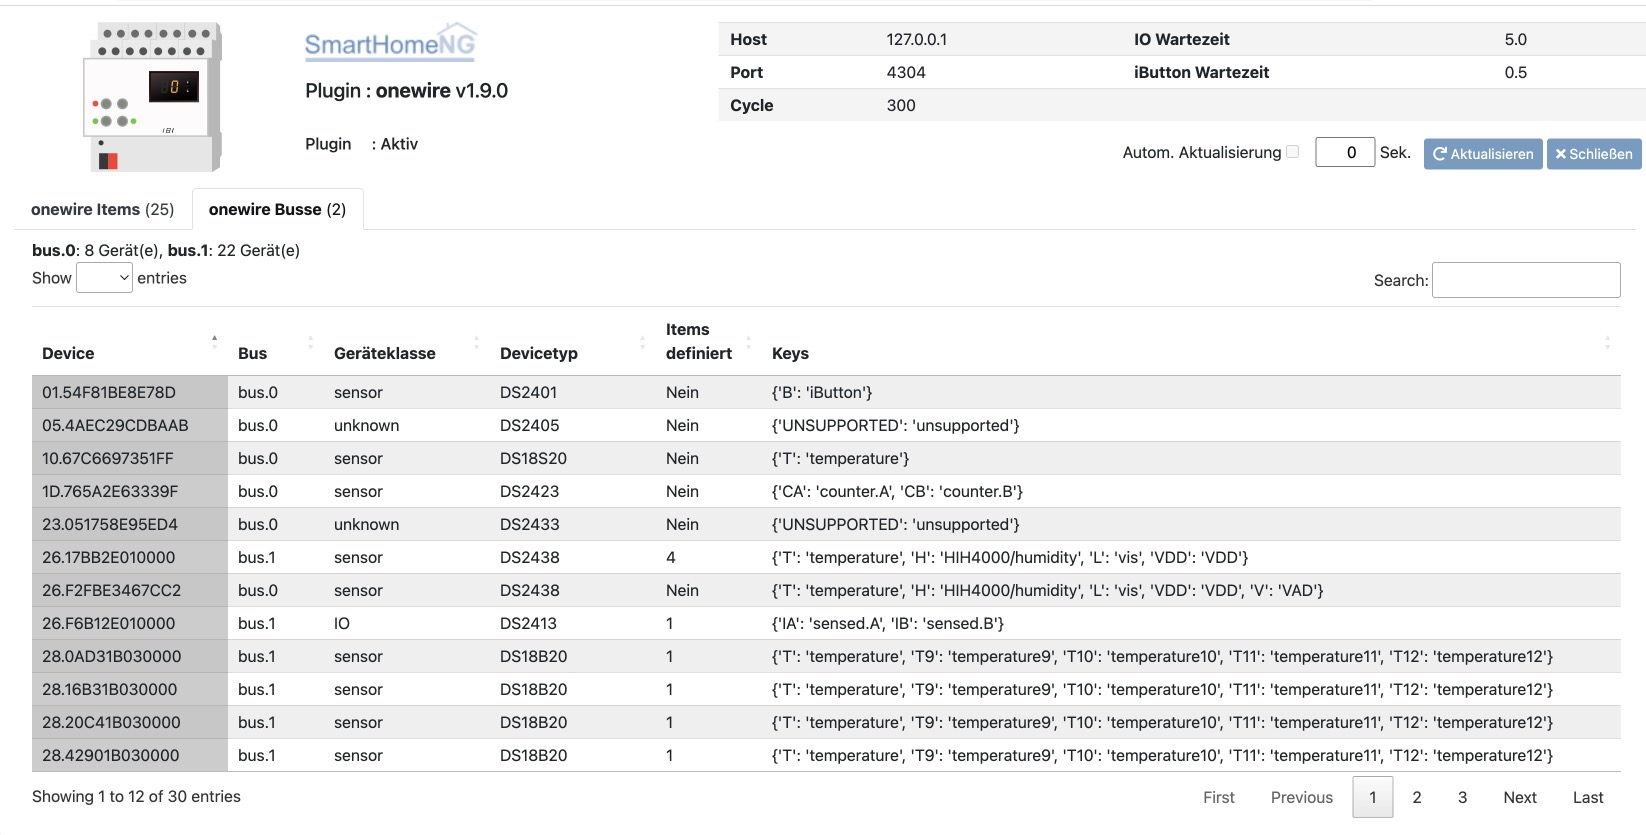 SmartHomeNG
Plugin : onewire v1.9.0
Plugin : Aktiv
Host 127.0.0.1 IO Wartezeit 5.0
Port 4304 iButton Wartezeit 0.5
Cycle 300
Autom. Aktualisierung 0 Sek. Aktualisieren Schließen
onewire Items (25) onewire Busse (2)
bus.0: 8 Gerät(e), bus.1: 22 Gerät(e)
Show entries Search:
Device Bus Geräteklasse Devicetyp Items definiert Keys
01.54F81BE8E78D bus.0 sensor DS2401 Nein {'B': 'iButton'}
05.4AEC29CDBAAB bus.0 unknown DS2405 Nein {'UNSUPPORTED': 'unsupported'}
10.67C6697351FF bus.0 sensor DS18S20 Nein {'T': 'temperature'}
1D.765A2E63339F bus.0 sensor DS2423 Nein {'CA': 'counter.A', 'CB': 'counter.B'}
23.051758E95ED4 bus.0 unknown DS2433 Nein {'UNSUPPORTED': 'unsupported'}
26.17BB2E010000 bus.1 sensor DS2438 4 {'T': 'temperature', 'H': 'HIH4000/humidity', 'L': 'vis', 'VDD': 'VDD'}
26.F2FBE3467CC2 bus.0 sensor DS2438 Nein {'T': 'temperature', 'H': 'HIH4000/humidity', 'L': 'vis', 'VDD': 'VDD', 'V': 'VAD'}
26.F6B12E010000 bus.1 IO DS2413 1 {'IA': 'sensed.A', 'IB': 'sensed.B'}
28.0AD31B030000 bus.1 sensor DS18B20 1 {'T': 'temperature', 'T9': 'temperature9', 'T10': 'temperature10', 'T11': 'temperature11', 'T12': 'temperature12'}
28.16B31B030000 bus.1 sensor DS18B20 1 {'T': 'temperature', 'T9': 'temperature9', 'T10': 'temperature10', 'T11': 'temperature11', 'T12': 'temperature12'}
28.20C41B030000 bus.1 sensor DS18B20 1 {'T': 'temperature', 'T9': 'temperature9', 'T10': 'temperature10', 'T11': 'temperature11', 'T12': 'temperature12'}
28.42901B030000 bus.1 sensor DS18B20 1 {'T': 'temperature', 'T9': 'temperature9', 'T10': 'temperature10', 'T11': 'temperature11', 'T12': 'temperature12'}
Showing 1 to 12 of 30 entries First Previous 1 2 3 Next Last